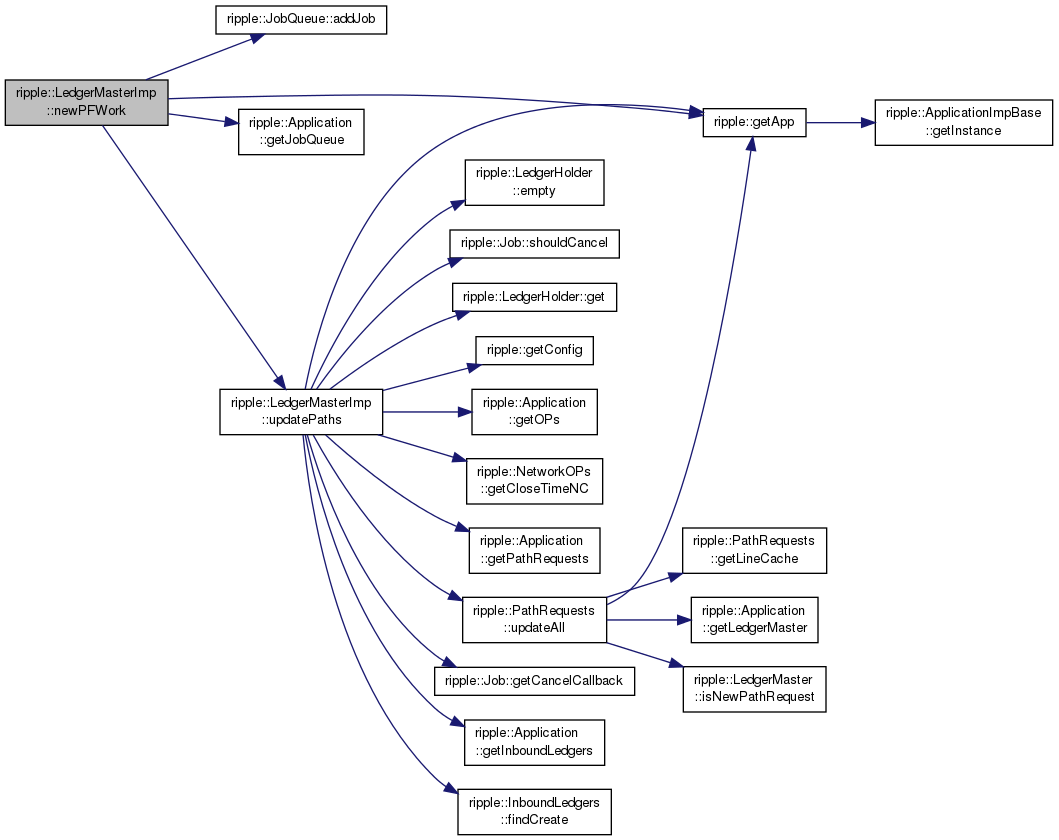 ripple::JobQueue::addJob
ripple::LedgerMasterImp
::newPFWork
ripple::Application
::getJobQueue
ripple::getApp
ripple::ApplicationImpBase
::getInstance
ripple::LedgerHolder
::empty
ripple::Job::shouldCancel
ripple::LedgerHolder::get
ripple::getConfig
ripple::LedgerMasterImp
::updatePaths
ripple::Application
::getOPs
ripple::NetworkOPs
::getCloseTimeNC
ripple::Application
::getPathRequests
ripple::PathRequests
::getLineCache
ripple::PathRequests
::updateAll
ripple::Application
::getLedgerMaster
ripple::Job::getCancelCallback
ripple::LedgerMaster
::isNewPathRequest
ripple::Application
::getInboundLedgers
ripple::InboundLedgers
::findCreate